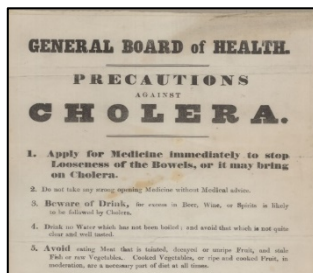 GENERAL BOARD of HEALTH.
PRECAUTIONS
AGAINST
CHOLERA.
1. Apply for Medicine immediately to stop
Looseness of the Bowels, or it may bring
on Cholera.
2. Do not take any strong opening Medicine without Medical advice.
3. Beware of Drink, for excess in Beer, Wine, or Spirits is likely
to be followed by Cholera.
4. Drink no Water which has not been boiled; and avoid that which is not quite
clear and well tasted.
5. Avoid eating Meat that is tainted, decayed or unripe Fruit, and stale
Fish or raw Vegetables. Cooked Vegetables, or ripe and cooked Fruit, in
moderation, are a necessary part of diet at all times.